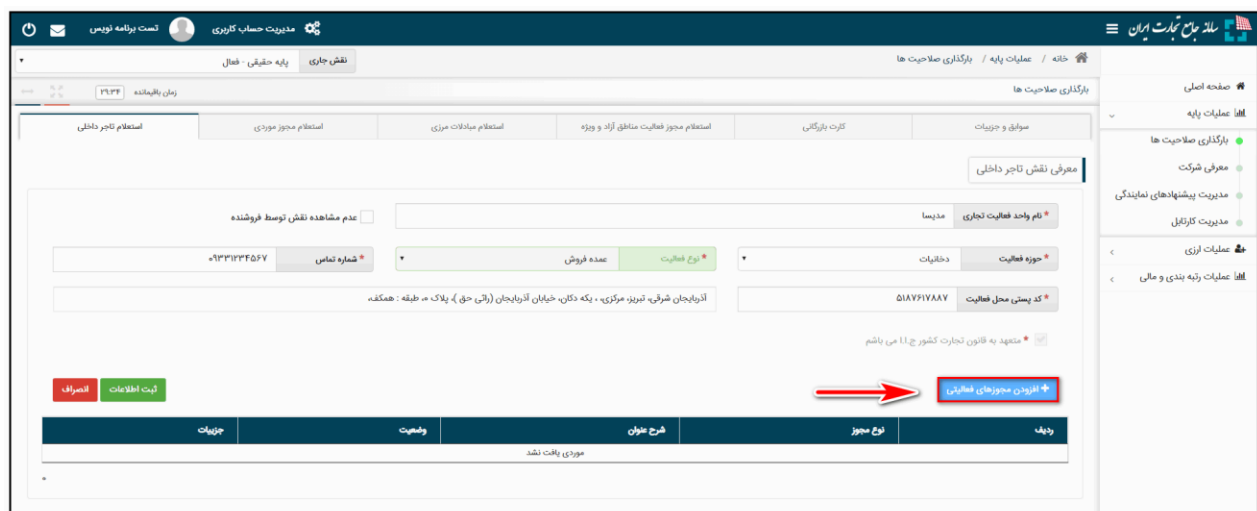 سامانه جامع تجارت ایران
مدیریت حساب کاربری
تست برنامه نویس
خانه / عملیات پایه / بارگذاری صلاحیت ها
نقش جاری
پایه حقیقی - فعال
بارگذاری صلاحیت ها
زمان باقیمانده ۲۹:۳۴
صفحه اصلی
عملیات پایه
بارگذاری صلاحیت ها
معرفی شرکت
مدیریت پیشنهادهای نمایندگی
مدیریت کارتابل
عملیات ارزی
عملیات رتبه بندی و مالی
سوابق و جزییات
کارت بازرگانی
استعلام مجوز فعالیت مناطق آزاد و ویژه
استعلام مبادلات مرزی
استعلام مجوز موردی
استعلام تاجر داخلی
معرفی نقش تاجر داخلی
* نام واحد فعالیت تجاری مدیسا
عدم مشاهده نقش توسط فروشنده
* حوزه فعالیت دخانیات
* نوع فعالیت عمده فروش
* شماره تماس ۰۹۳۳۱۲۳۴۵۶۷
* کد پستی محل فعالیت ۵۱۸۷۶۱۷۸۸۷
آذربایجان شرقی، تبریز، مرکزی، ، یکه دکان، خیابان آذربایجان (راثی حق )، پلاک ۰، طبقه : همکف،
* متعهد به قانون تجارت کشور ج.ا.ا می باشم
+ افزودن مجوزهای فعالیتی
ثبت اطلاعات
انصراف
ردیف نوع مجوز شرح عنوان وضعیت جزییات
موردی یافت نشد